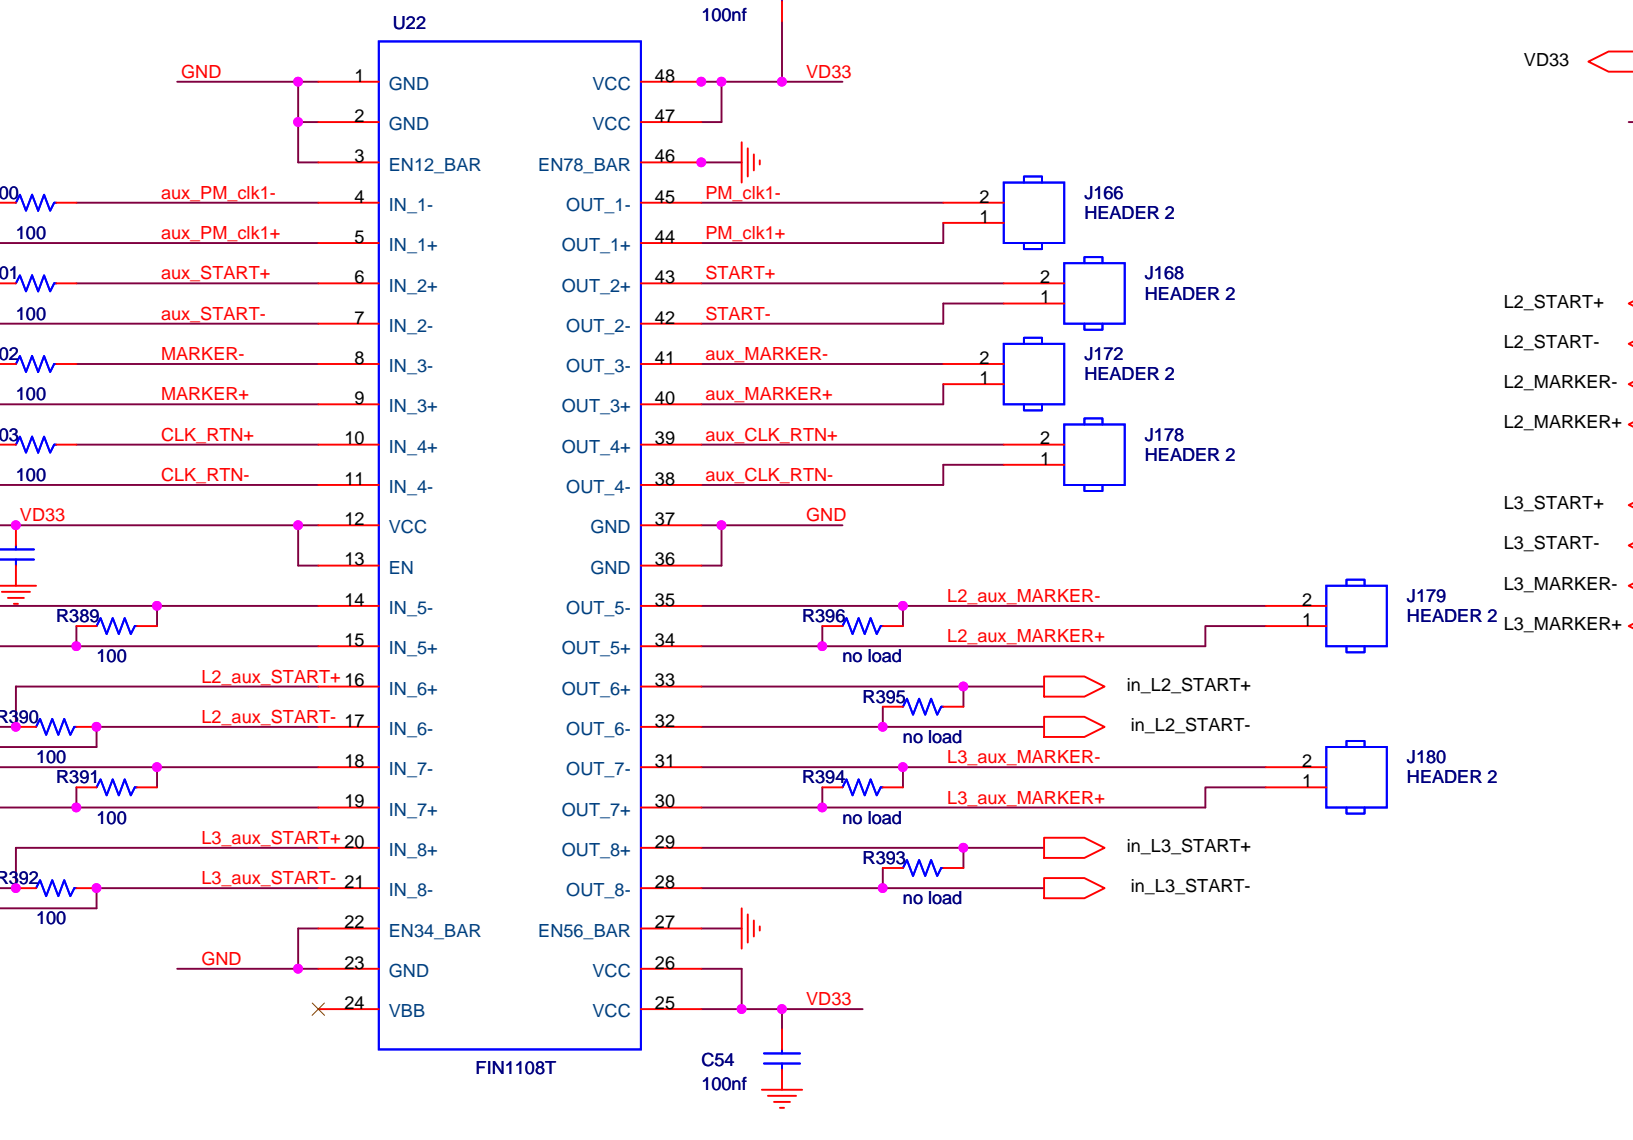 100nf
U22
VD33
GND 1 GND VCC 48 VD33
2 GND VCC 47
3 EN12_BAR EN78_BAR 46
00 aux_PM_clk1- 4 IN_1- OUT_1- 45 PM_clk1- 2 J166
HEADER 2
100 aux_PM_clk1+ 5 IN_1+ OUT_1+ 44 PM_clk1+ 1
01 aux_START+ 6 IN_2+ OUT_2+ 43 START+ 2 J168
HEADER 2
100 aux_START- 7 IN_2- OUT_2- 42 START- 1 L2_START+
L2_START-
02 MARKER- 8 IN_3- OUT_3- 41 aux_MARKER- 2 J172
HEADER 2 L2_MARKER-
100 MARKER+ 9 IN_3+ OUT_3+ 40 aux_MARKER+ 1
L2_MARKER+
03 CLK_RTN+ 10 IN_4+ OUT_4+ 39 aux_CLK_RTN+ 2 J178
HEADER 2
100 CLK_RTN- 11 IN_4- OUT_4- 38 aux_CLK_RTN- 1
L3_START+
VD33 12 VCC GND 37 GND
L3_START-
13 EN GND 36
L3_MARKER-
14 IN_5- OUT_5- 35 L2_aux_MARKER- 2 J179
R389 R396 1 HEADER 2 L3_MARKER+
15 IN_5+ OUT_5+ 34 L2_aux_MARKER+
100 no load
L2_aux_START+ 16 IN_6+ OUT_6+ 33 in_L2_START+
R395
R390 L2_aux_START- 17 IN_6- OUT_6- 32 in_L2_START-
no load
100 18 IN_7- OUT_7- 31 L3_aux_MARKER- 2 J180
R391 R394 1 HEADER 2
19 IN_7+ OUT_7+ 30 L3_aux_MARKER+
100 no load
L3_aux_START+ 20 IN_8+ OUT_8+ 29 in_L3_START+
R393
R392 L3_aux_START- 21 IN_8- OUT_8- 28 in_L3_START-
100 no load
22 EN34_BAR EN56_BAR 27
GND 23 GND VCC 26
24 VBB VCC 25 VD33
FIN1108T
C54
100nf